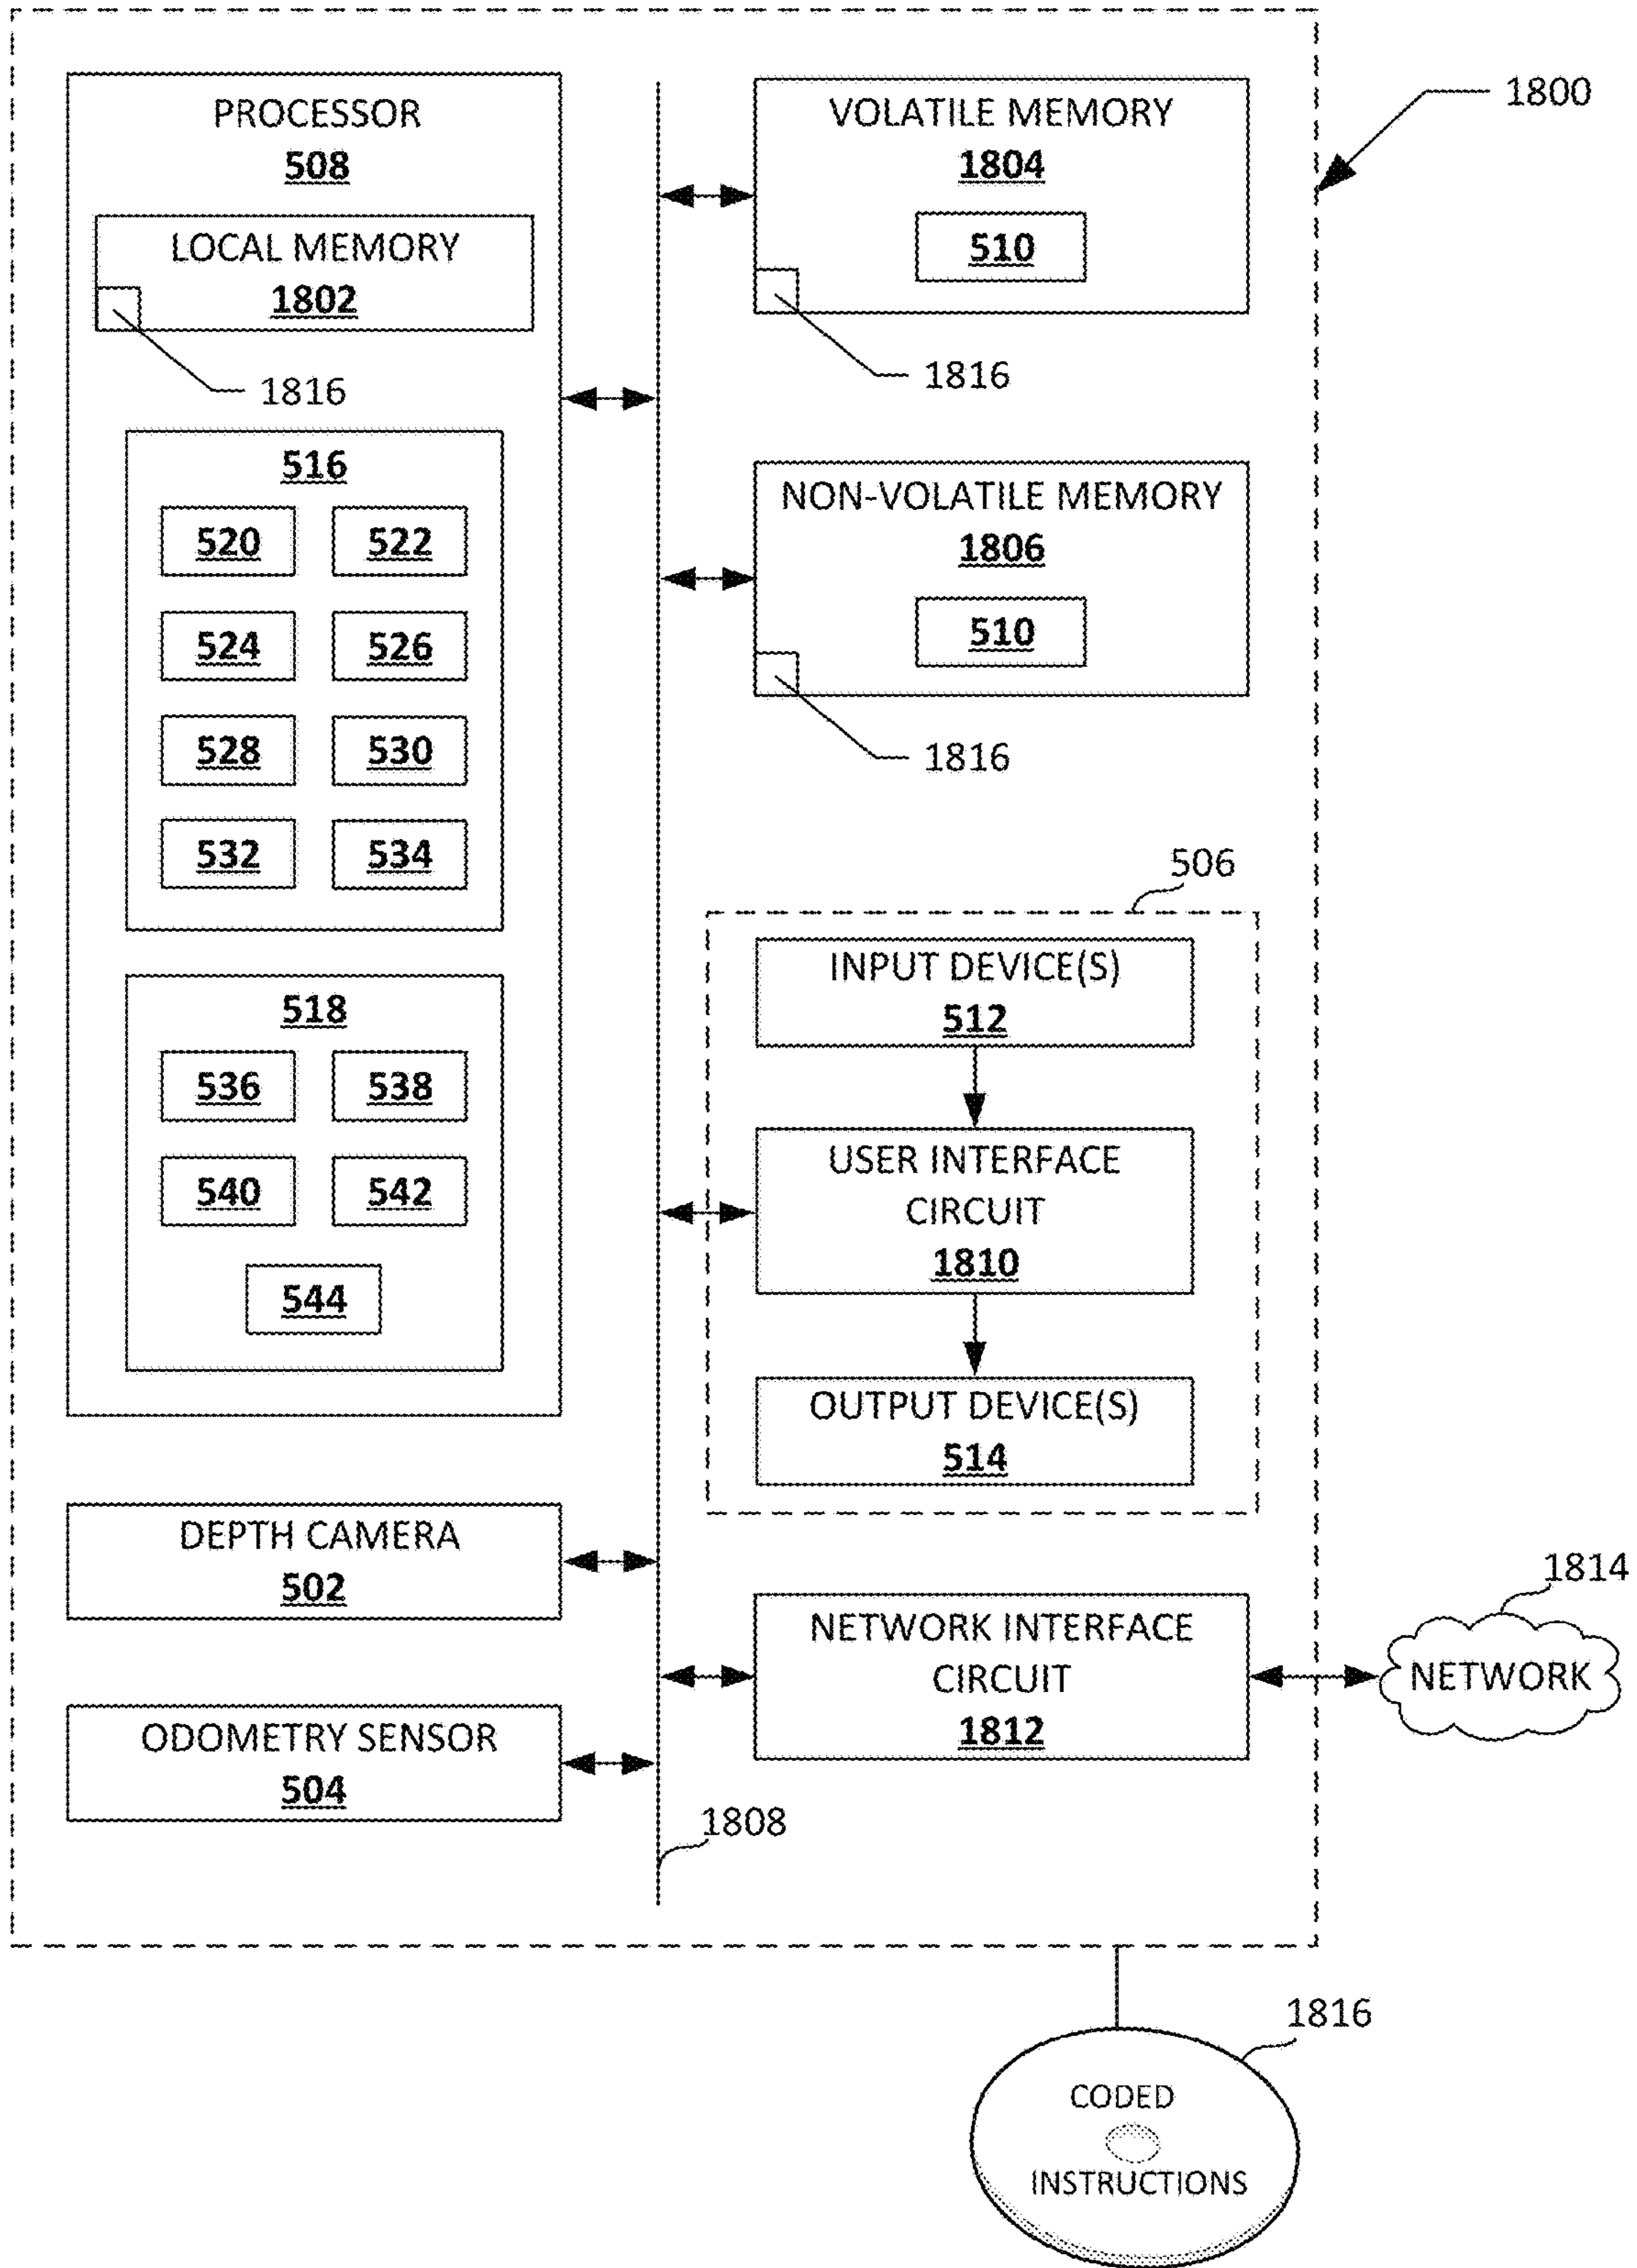 1800
PROCESSOR
508
LOCAL MEMORY
1802
1816
516
520 522
524 526
528 530
532 534
518
536 538
540 542
544
DEPTH CAMERA
502
ODOMETRY SENSOR
504
VOLATILE MEMORY
1804
510
1816
NON-VOLATILE MEMORY
1806
510
1816
506
INPUT DEVICE(S)
512
USER INTERFACE
CIRCUIT
1810
OUTPUT DEVICE(S)
514
NETWORK INTERFACE
CIRCUIT
1812
1814
NETWORK
1808
1816
CODED
INSTRUCTIONS